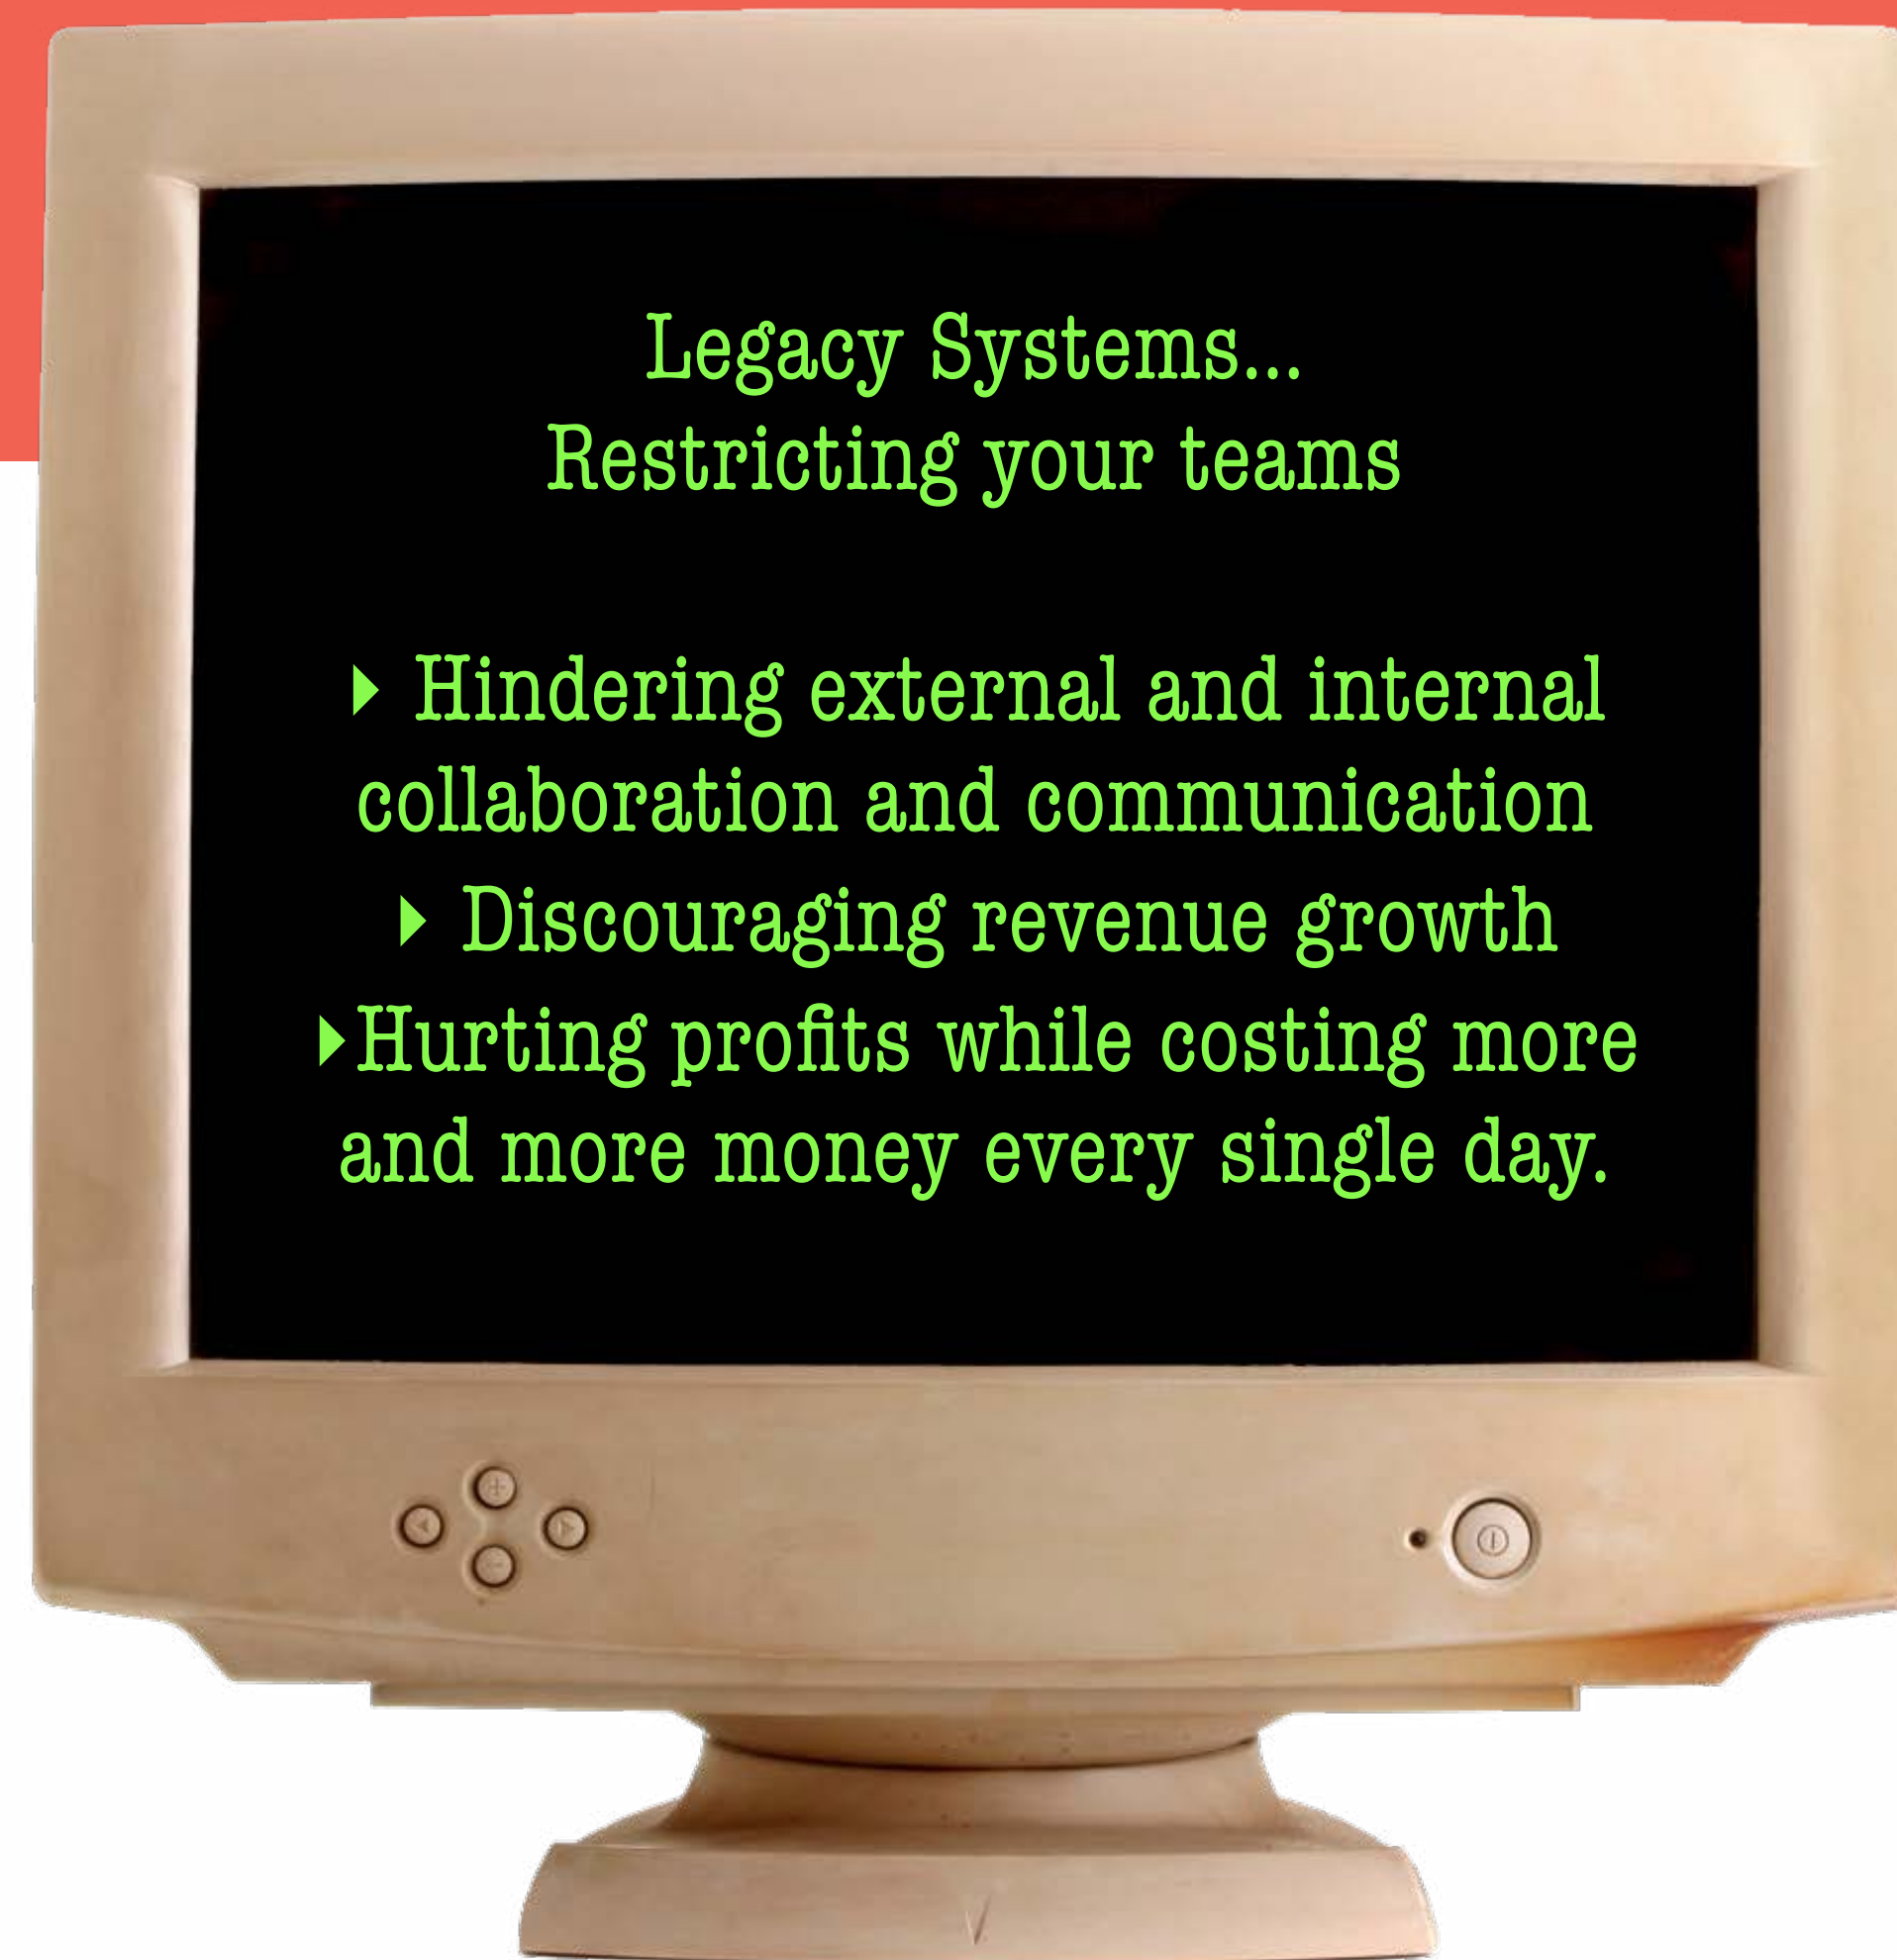 Legacy Systems...
Restricting your teams
▸ Hindering external and internal
collaboration and communication
▸ Discouraging revenue growth
▸Hurting profits while costing more
and more money every single day.